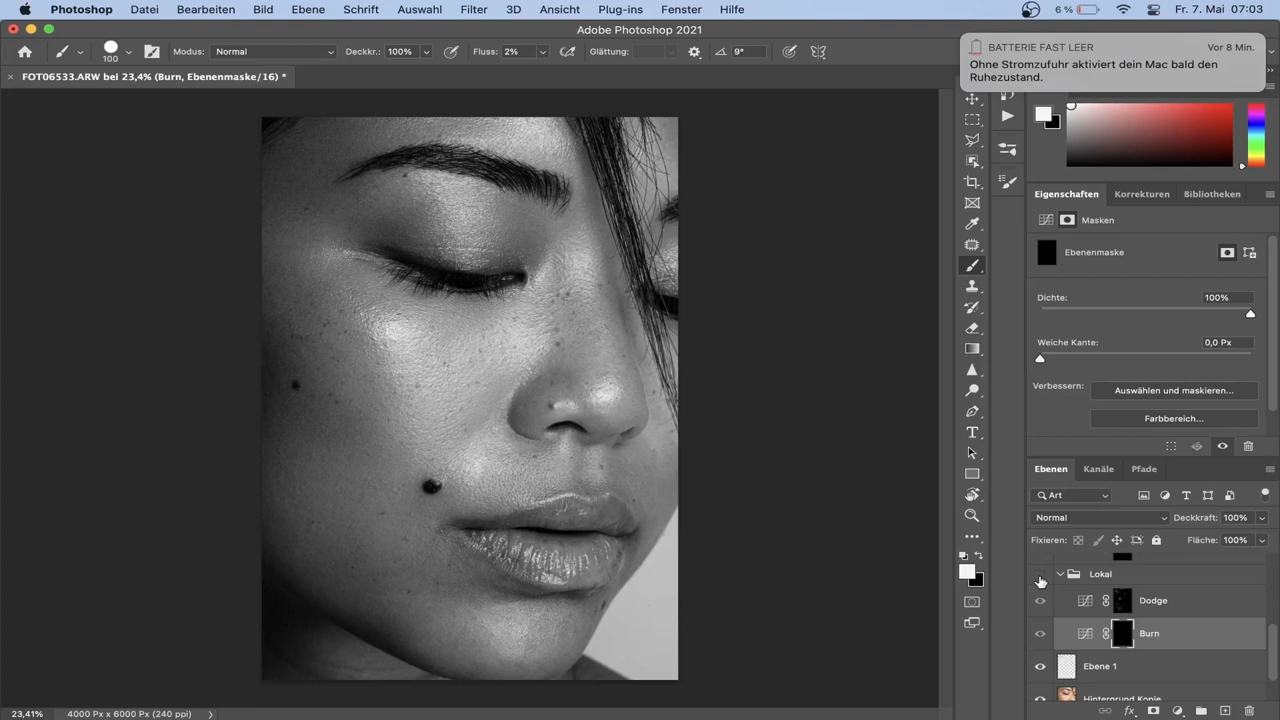 Photoshop Datei Bearbeiten Bild Ebene Schrift Auswahl Filter 3D Ansicht Plug-ins Fenster Hilfe 6 % Fr. 7. Mai 07:03
Adobe Photoshop 2021
100 Modus: Normal Deckkr.: 100% Fluss: 2% Glättung: 9°
BATTERIE FAST LEER Vor 8 Min.
Ohne Stromzufuhr aktiviert dein Mac bald den
Ruhezustand.
FOT06533.ARW bei 23,4% (Burn, Ebenenmaske/16) *
Eigenschaften Korrekturen Bibliotheken
Masken
Ebenenmaske
Dichte: 100%
Weiche Kante: 0,0 Px
Verbessern: Auswählen und maskieren...
Farbbereich...
Ebenen Kanäle Pfade
Art
Normal Deckkraft: 100%
Fixieren: Fläche: 100%
Lokal
Dodge
Burn
Ebene 1
Hintergrund Kopie
fx
23,41% 4000 Px x 6000 Px (240 ppi)